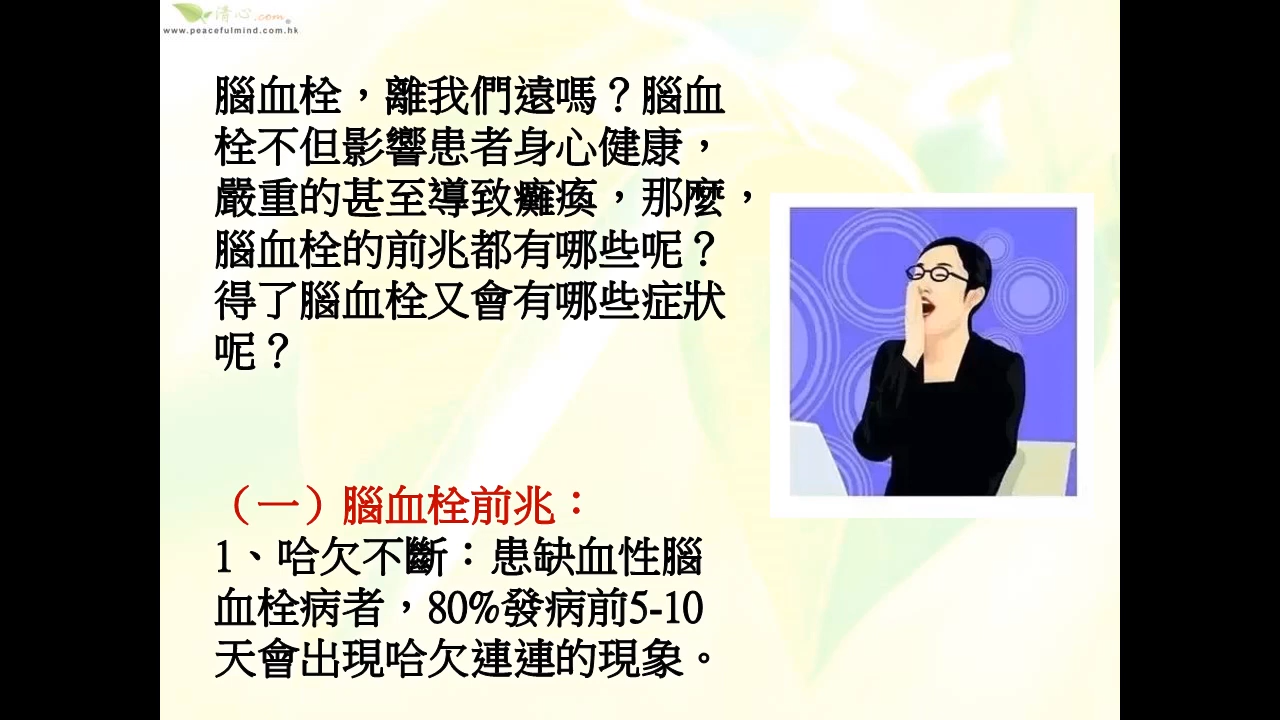 清心.com
www.peacefulmind.com.hk
腦血栓，離我們遠嗎？腦血
栓不但影響患者身心健康，
嚴重的甚至導致癱瘓，那麼，
腦血栓的前兆都有哪些呢？
得了腦血栓又會有哪些症狀
呢？
（一）腦血栓前兆：
1、哈欠不斷：患缺血性腦
血栓病者，80%發病前5-10
天會出現哈欠連連的現象。